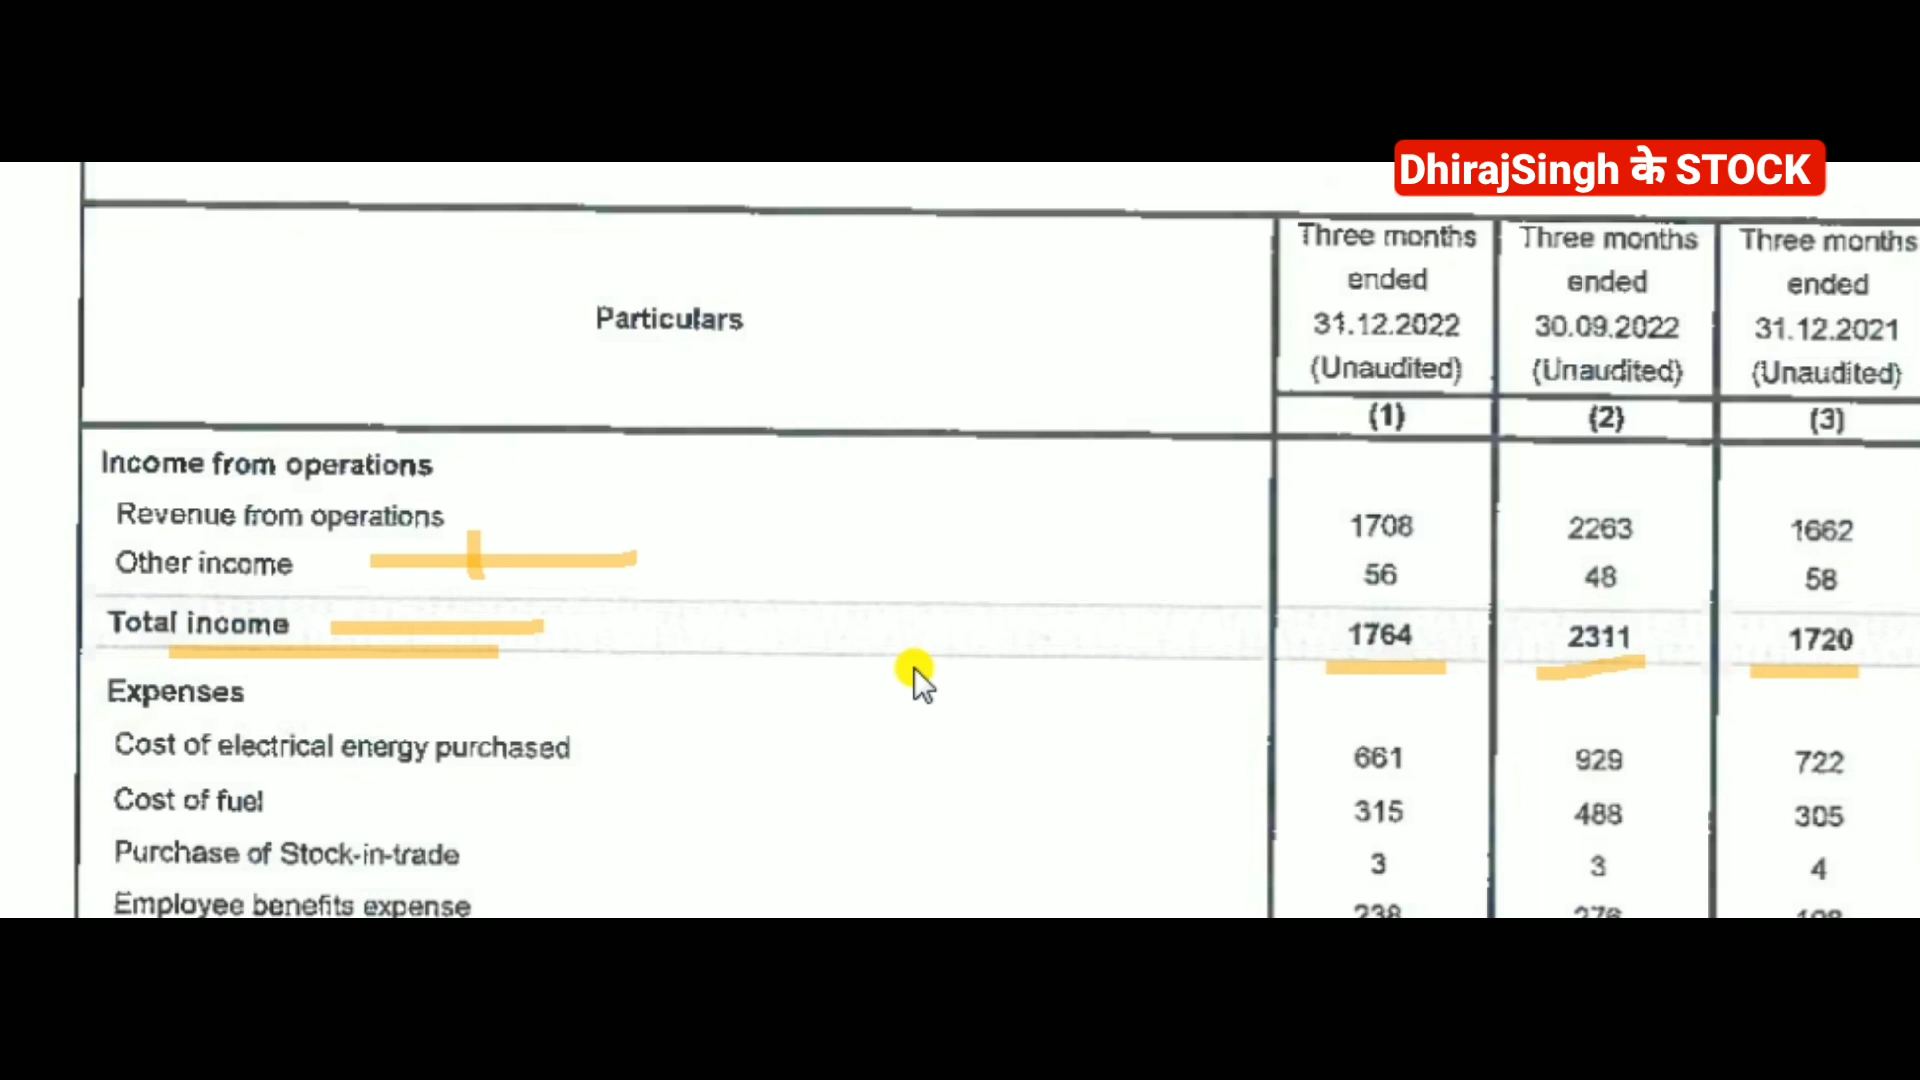 DhirajSingh के STOCK
Particulars
Three months ended 31.12.2022 (Unaudited)
Three months ended 30.09.2022 (Unaudited)
Three months ended 31.12.2021 (Unaudited)
(1) (2) (3)
Income from operations
Revenue from operations 1708 2263 1662
Other income 56 48 58
Total income 1764 2311 1720
Expenses
Cost of electrical energy purchased 661 929 722
Cost of fuel 315 488 305
Purchase of Stock-in-trade 3 3 4
Employee benefits expense 238 276